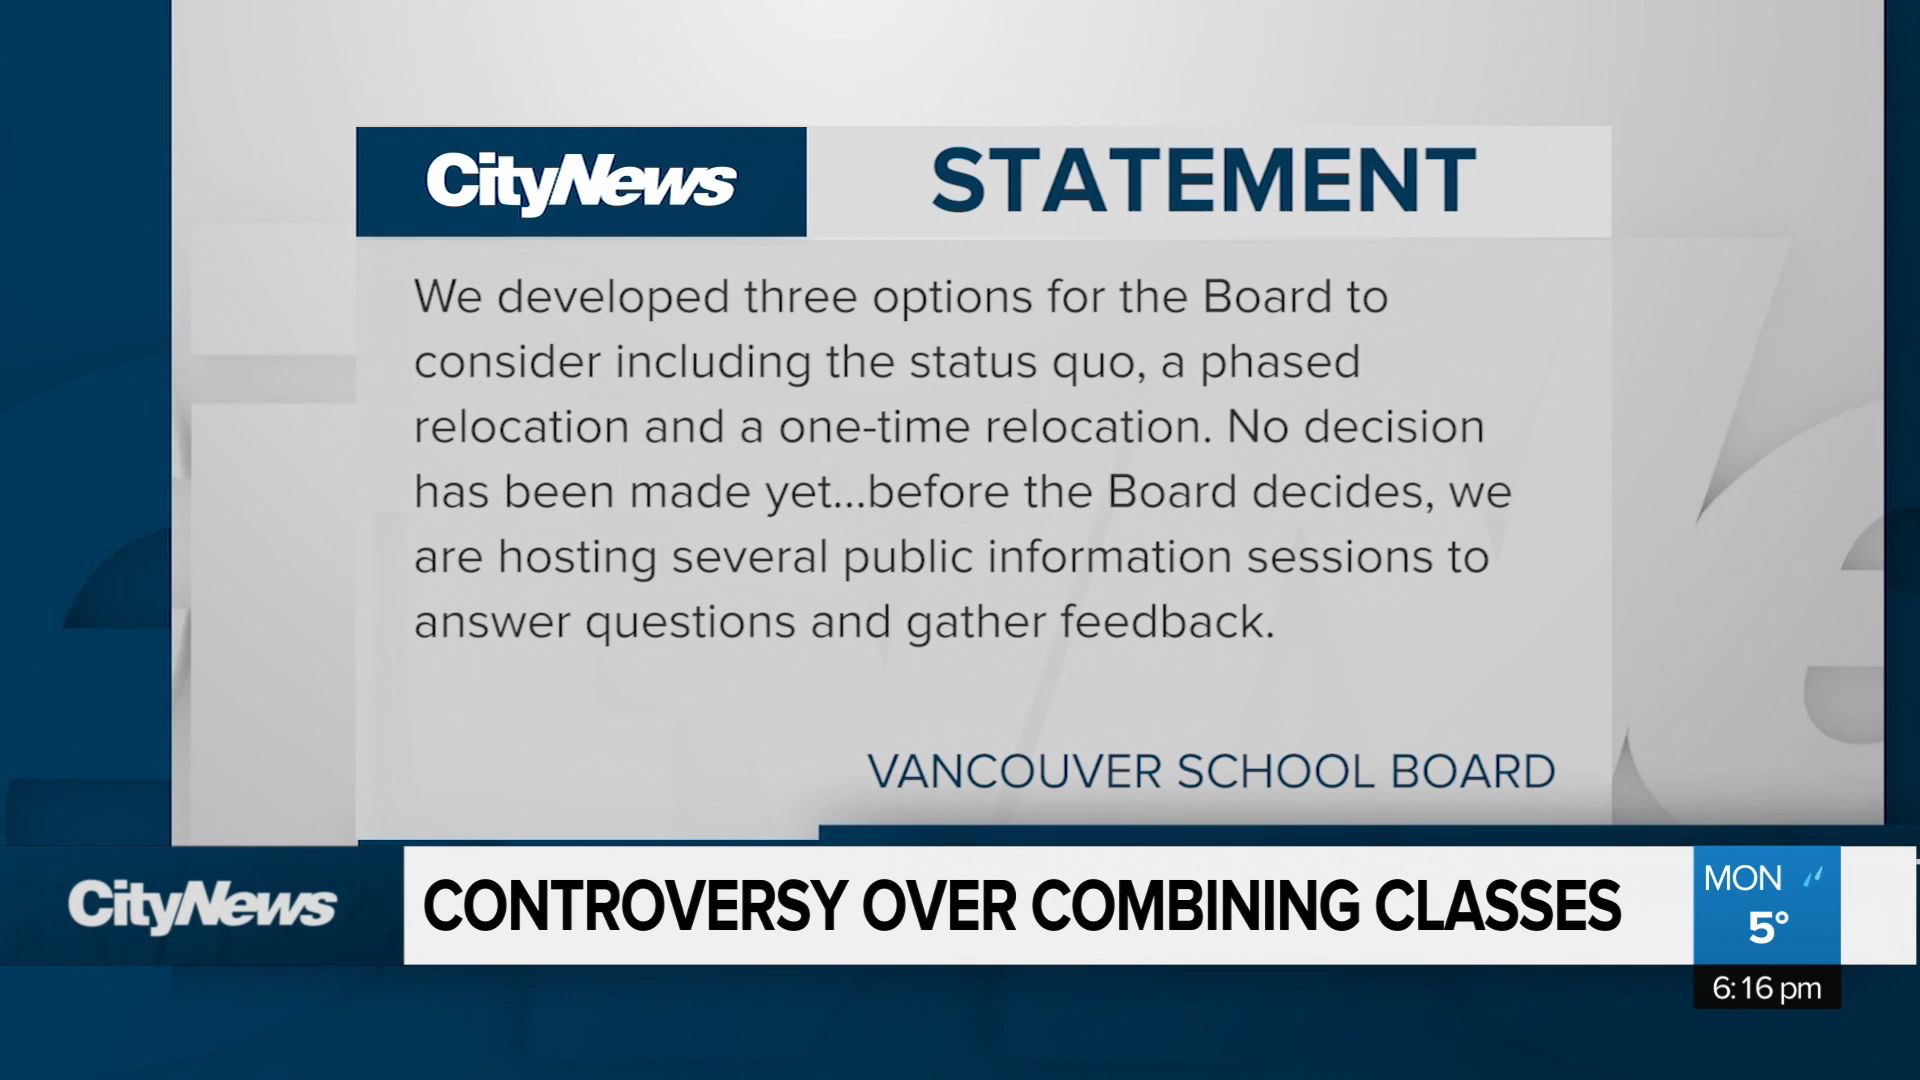 CityNews
STATEMENT
We developed three options for the Board to
consider including the status quo, a phased
relocation and a one-time relocation. No decision
has been made yet...before the Board decides, we
are hosting several public information sessions to
answer questions and gather feedback.
VANCOUVER SCHOOL BOARD
CityNews
CONTROVERSY OVER COMBINING CLASSES
MON
5°
6:16 pm